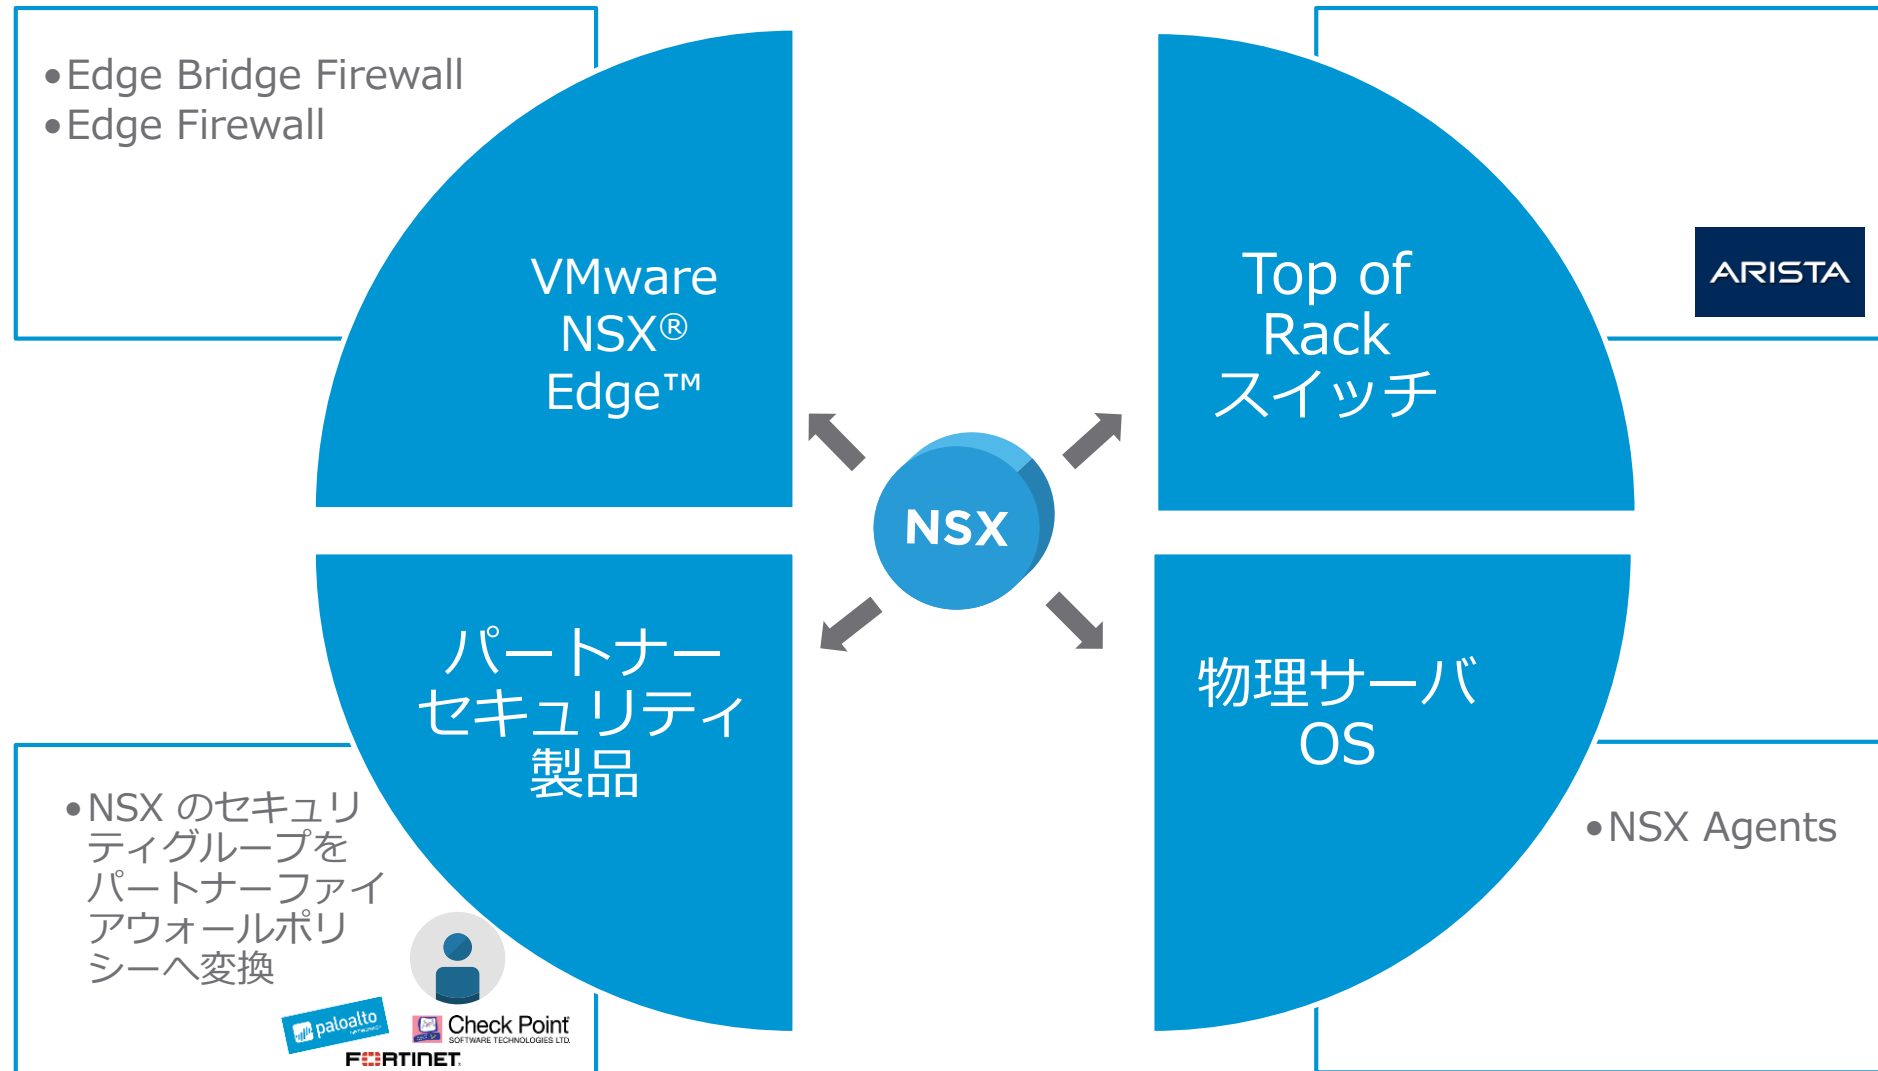 •Edge Bridge Firewall
•Edge Firewall
VMware
NSX®
Edge™
Top of
Rack
スイッチ
ARISTA
NSX
パートナー
セキュリティ
製品
物理サーバ
OS
•NSX のセキュリ
ティグループを
パートナーファイ
アウォールポリ
シーへ変換
•NSX Agents
paloalto
Check Point
SOFTWARE TECHNOLOGIES LTD.
FORTINET